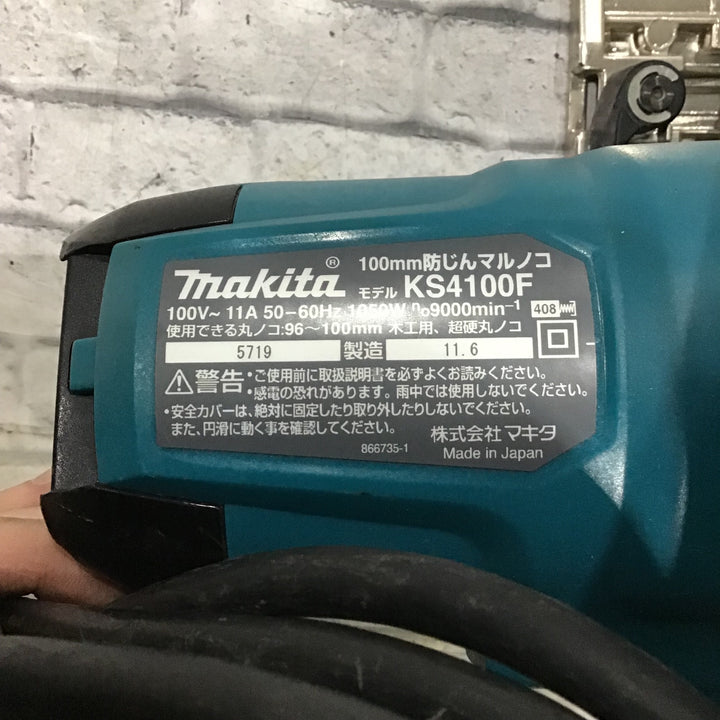 100mm防じんマルノコ
makita® モデル KS4100F
100V~ 11A 50-60Hz 1050W n₀9000min⁻¹ 408
使用できる丸ノコ:96~100mm 木工用、超硬丸ノコ
5719 製造 11.6
⚠警告 ・ご使用前に取扱説明書を必ずよくお読みください。
・感電の恐れがあります。雨中では使用しないでください。
・安全カバーは、絶対に固定したり取り外したりしないでください。
また、円滑に動く事を確認してください。
株式会社 マキタ
866735-1 Made in Japan